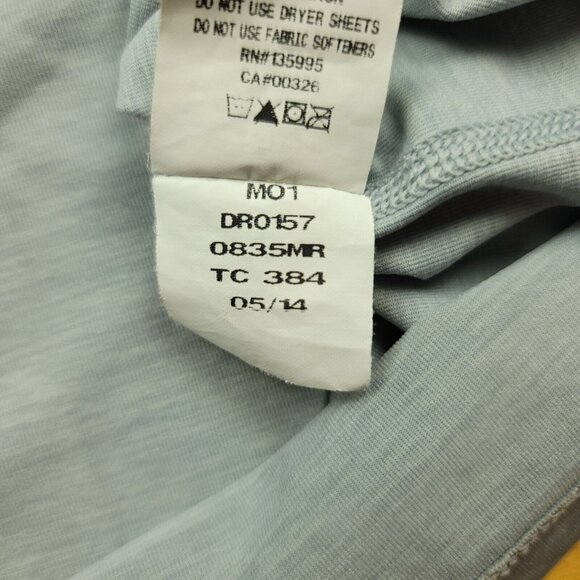 DO NOT USE DRYER SHEETS
DO NOT USE FABRIC SOFTENERS
RN#135995
CA#00326
M01
DR0157
0835MR
TC 384
05/14